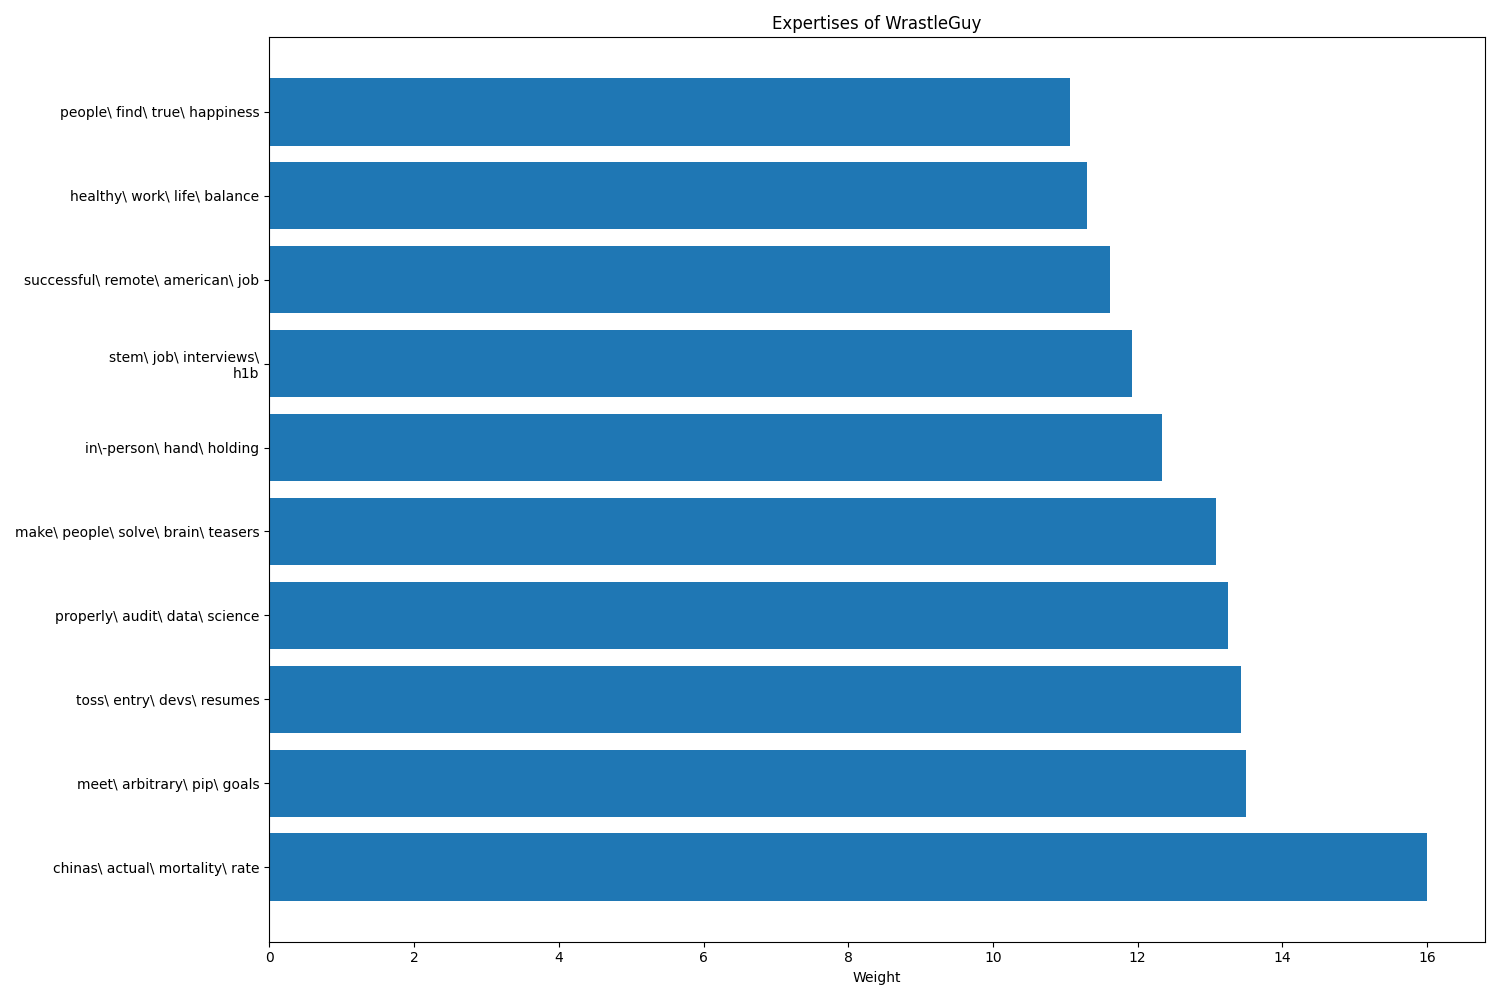 Expertises of WrastleGuy
people\ find\ true\ happiness
healthy\ work\ life\ balance
successful\ remote\ american\ job
stem\ job\ interviews\
h1b
in\-person\ hand\ holding
make\ people\ solve\ brain\ teasers
properly\ audit\ data\ science
toss\ entry\ devs\ resumes
meet\ arbitrary\ pip\ goals
chinas\ actual\ mortality\ rate
0 2 4 6 8 10 12 14 16
Weight